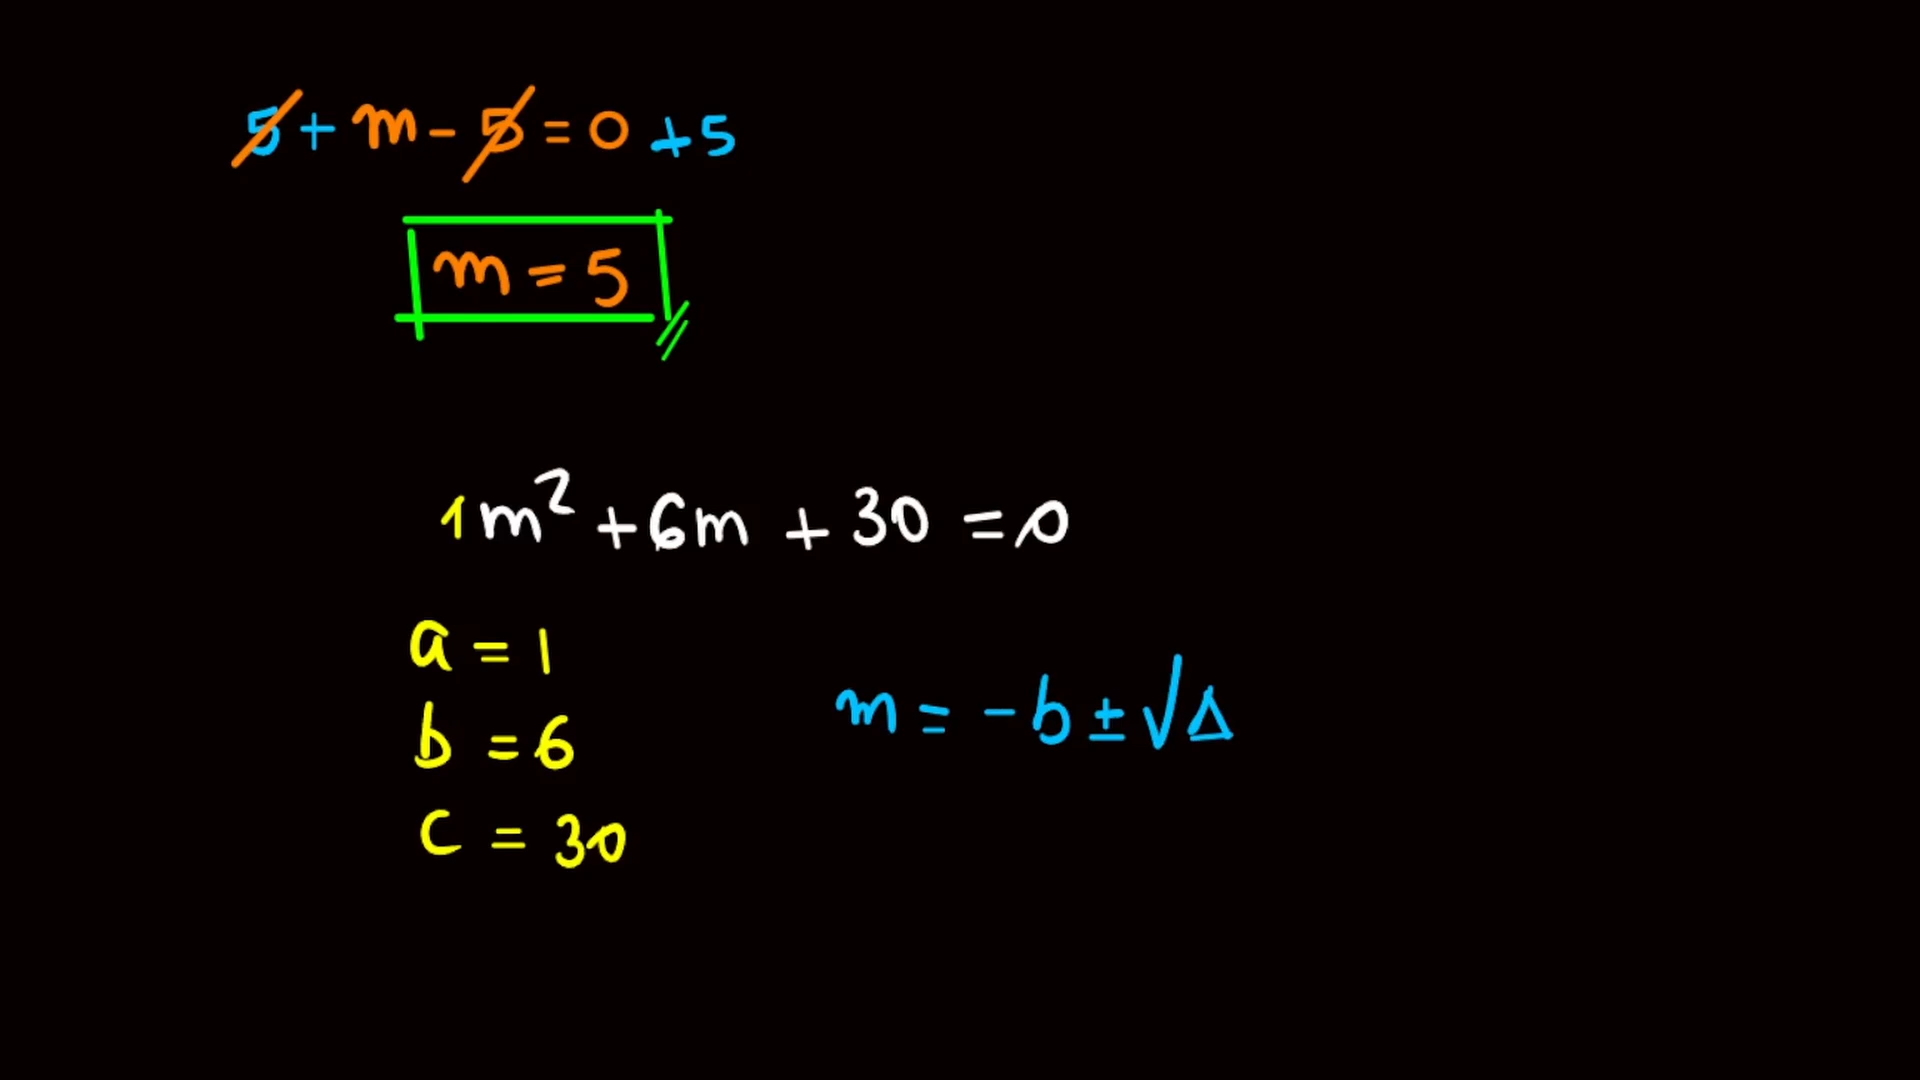 5 + m - 5 = 0 + 5
m = 5
1m² + 6m + 30 = 0
a = 1
b = 6
c = 30
m = -b ± √Δ